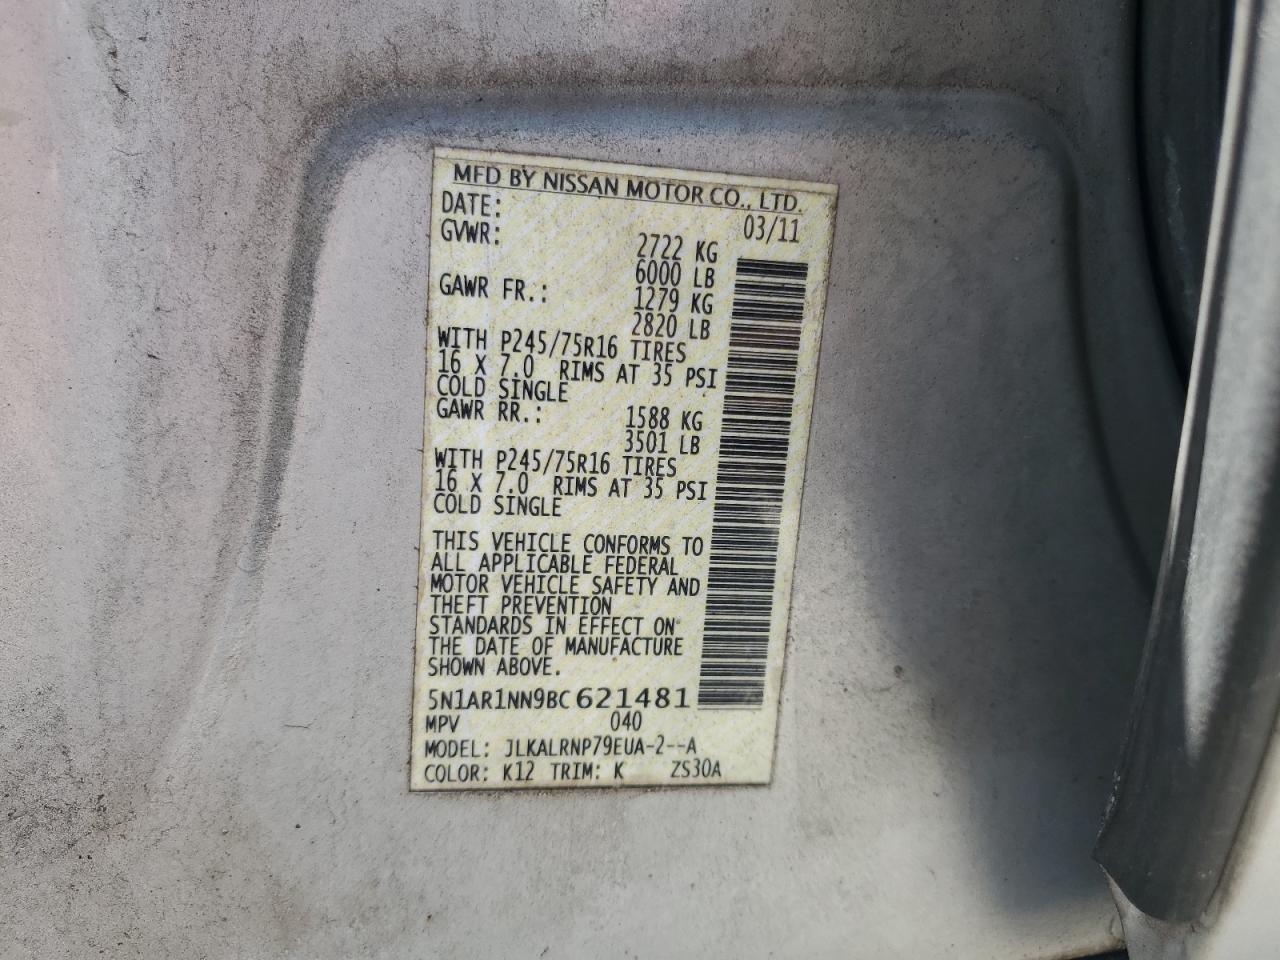 MFD BY NISSAN MOTOR CO., LTD.
DATE: 03/11
GVWR: 2722 KG
6000 LB
GAWR FR.: 1279 KG
2820 LB
WITH P245/75R16 TIRES
16 X 7.0 RIMS AT 35 PSI
COLD SINGLE
GAWR RR.: 1588 KG
3501 LB
WITH P245/75R16 TIRES
16 X 7.0 RIMS AT 35 PSI
COLD SINGLE
THIS VEHICLE CONFORMS TO
ALL APPLICABLE FEDERAL
MOTOR VEHICLE SAFETY AND
THEFT PREVENTION
STANDARDS IN EFFECT ON
THE DATE OF MANUFACTURE
SHOWN ABOVE.
5N1AR1NN9BC621481
MPV 040
MODEL: JLKALRNP79EUA-2--A
COLOR: K12 TRIM: K ZS30A